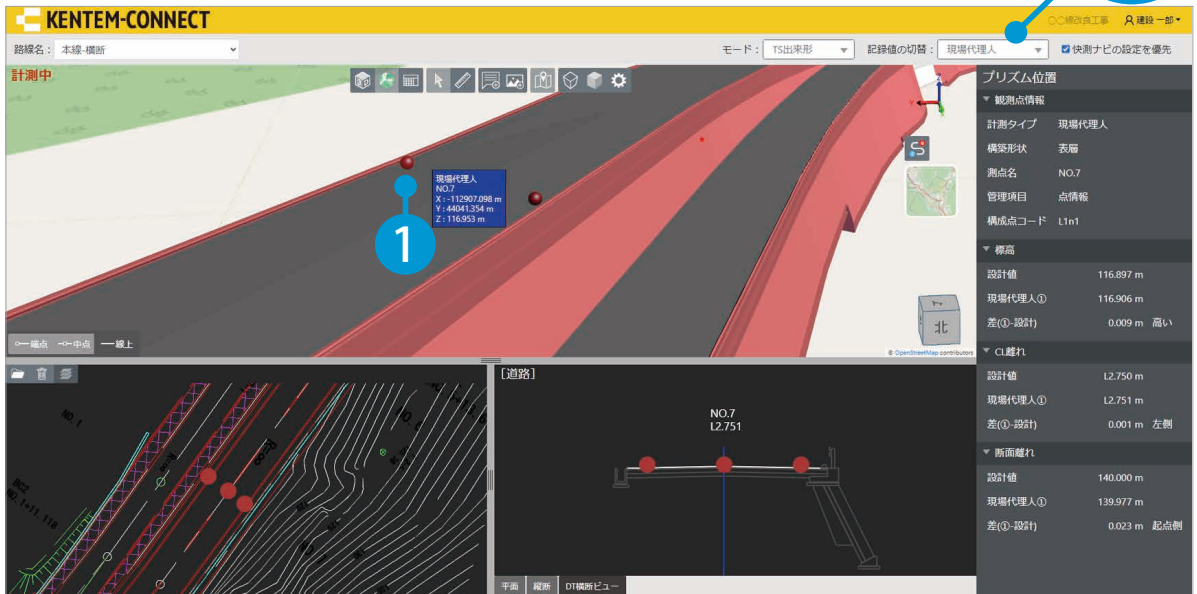 KENTEM-CONNECT
〇〇線改良工事 建設 一郎
路線名： 本線-横断
モード： TS出来形 記録値の切替： 現場代理人 快測ナビの設定を優先
計測中
現場代理人
NO.7
X : -112907.098 m
Y : 44041.354 m
Z : 116.953 m
1
北
端点 中点 線上
© OpenStreetMap contributors
プリズム位置
観測点情報
計測タイプ 現場代理人
構築形状 表層
測点名 NO.7
管理項目 点情報
構成点コード L1n1
標高
設計値 116.897 m
現場代理人① 116.906 m
差(①-設計) 0.009 m 高い
CL離れ
設計値 L2.750 m
現場代理人① L2.751 m
差(①-設計) 0.001 m 左側
断面離れ
設計値 140.000 m
現場代理人① 139.977 m
差(①-設計) 0.023 m 起点側
NO.1
R=∞
R=∞
BC2
NO.1+11.118
[道路]
NO.7
L2.751
平面 縦断 DT横断ビュー